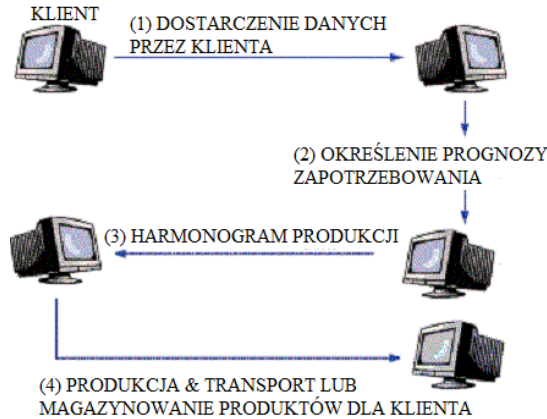 KLIENT
(1) DOSTARCZENIE DANYCH
PRZEZ KLIENTA
(2) OKREŚLENIE PROGNOZY
ZAPOTRZEBOWANIA
(3) HARMONOGRAM PRODUKCJI
(4) PRODUKCJA & TRANSPORT LUB
MAGAZYNOWANIE PRODUKTÓW DLA KLIENTA